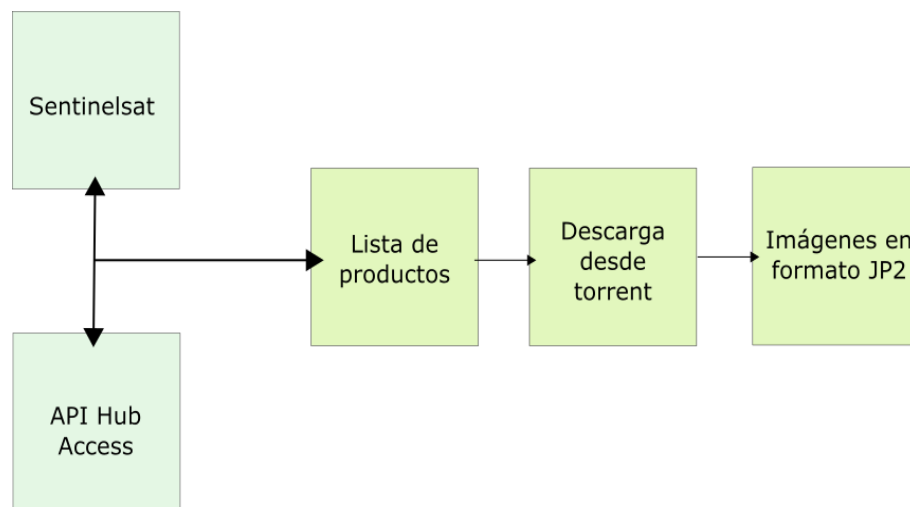 Sentinelsat
Lista de
productos
Descarga
desde
torrent
Imágenes en
formato JP2
API Hub
Access